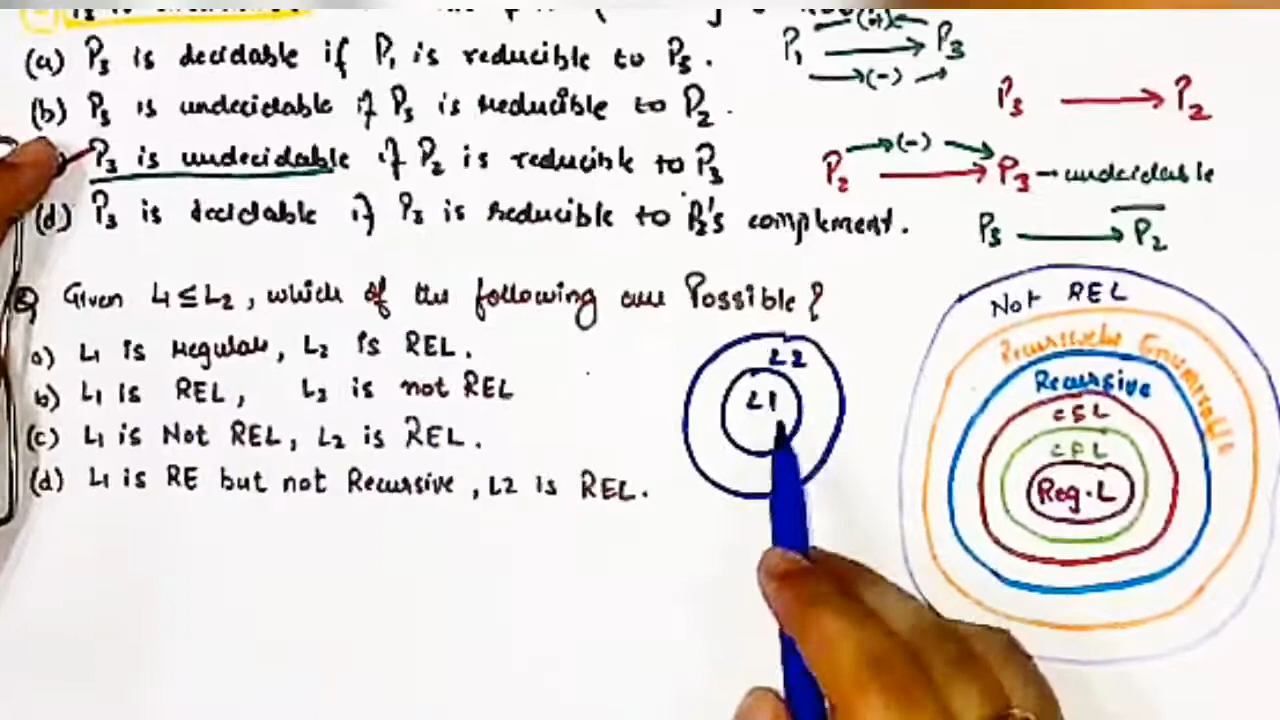 (a) P3 is decidable if P1 is reducible to P3.
(b) P3 is undecidable if P3 is reducible to P2.
P3 is undecidable if P2 is reducible to P3
(d) P3 is decidable if P3 is reducible to P2's complement.
P1 (+) P3
(-)
P3 → P2
(-)
P2 → P3 - undecidable
P3 → P̅2
Q Given L1 ≤ L2, which of the following are Possible?
a) L1 is regular, L2 is REL.
b) L1 is REL, L2 is not REL
(c) L1 is Not REL, L2 is REL.
(d) L1 is RE but not Recursive, L2 is REL.
L2
L1
Not REL
Recursively Enumerable
Recursive
CSL
CFL
Reg.L